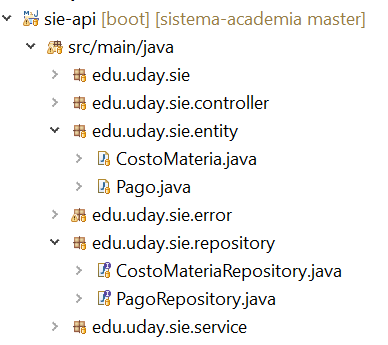 sie-api [boot] [sistema-academia master]
src/main/java
edu.uday.sie
edu.uday.sie.controller
edu.uday.sie.entity
CostoMateria.java
Pago.java
edu.uday.sie.error
edu.uday.sie.repository
CostoMateriaRepository.java
PagoRepository.java
edu.uday.sie.service